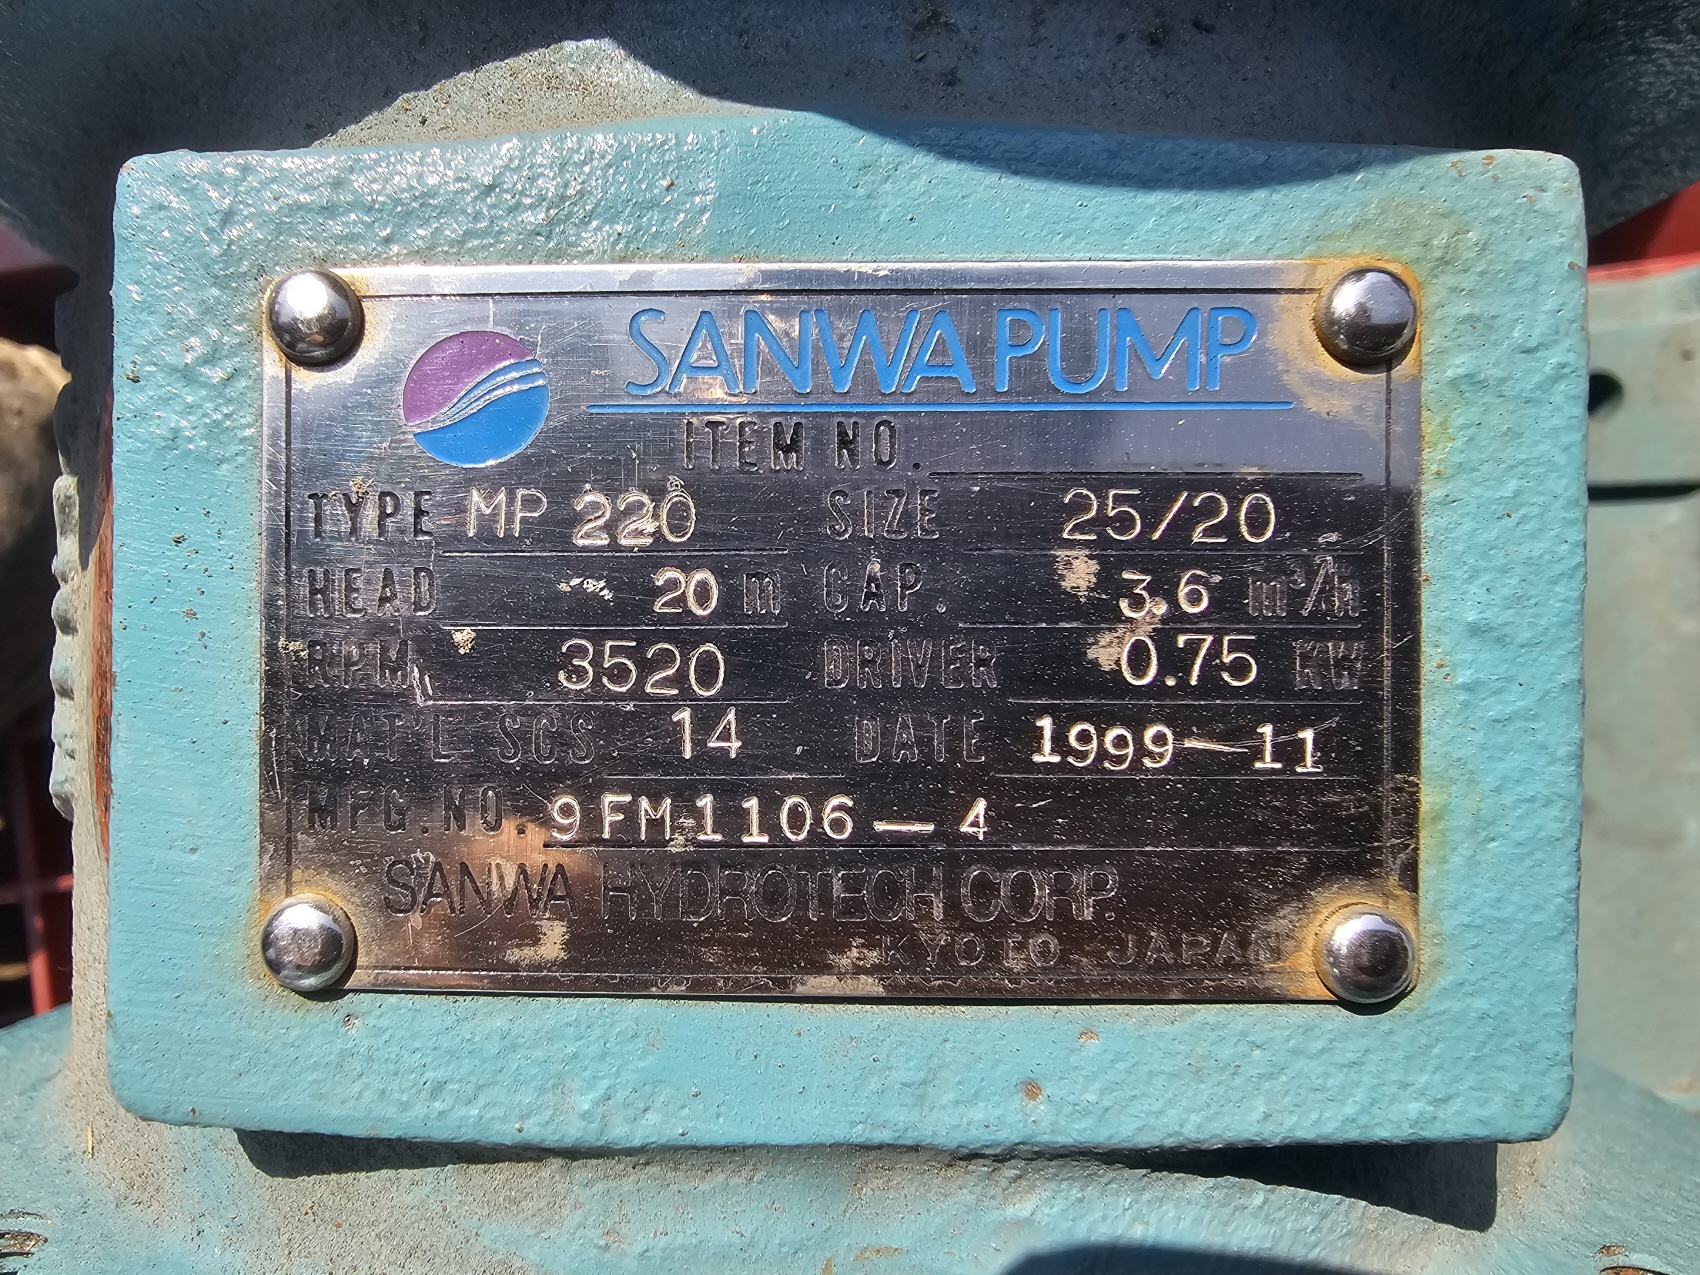 SANWA PUMP
ITEM NO.
TYPE MP 220 SIZE 25/20
HEAD 20 m CAP. 3.6 m³/h
R.P.M. 3520 DRIVER 0.75 KW
MAT'L SCS 14 DATE 1999-11
MFG.NO. 9FM1106-4
SANWA HYDROTECH CORP.
KYOTO JAPAN